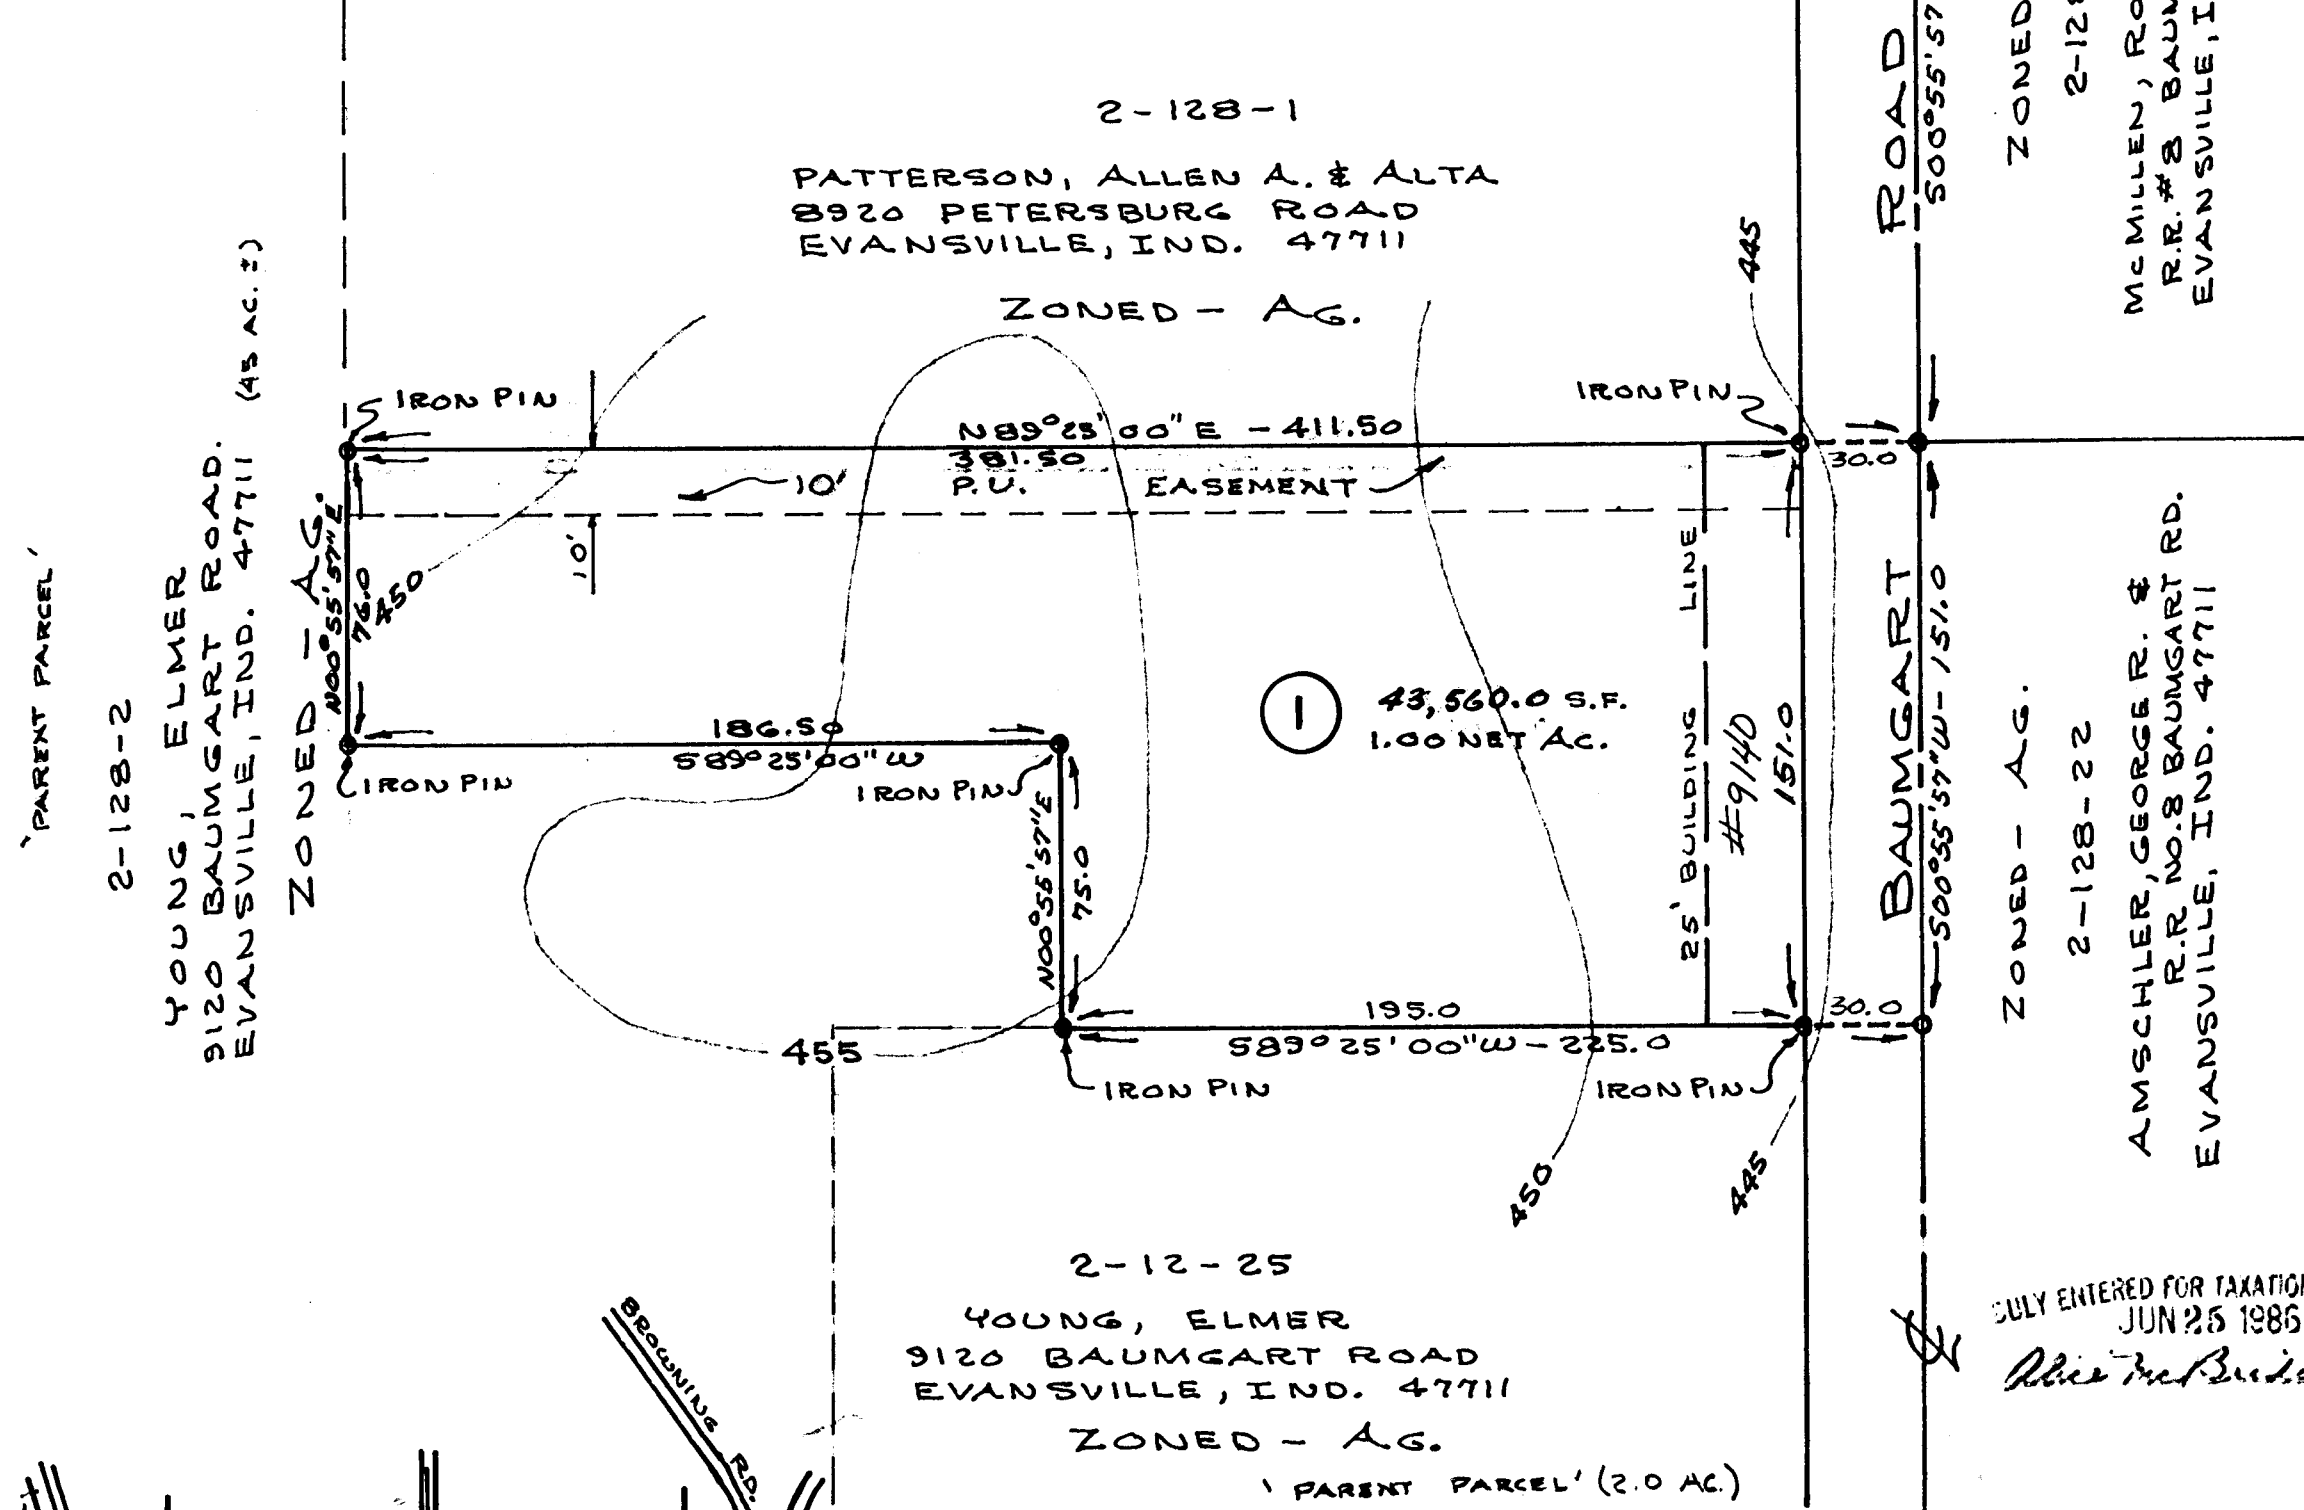 2-128-1
PATTERSON, ALLEN A. & ALTA
8920 PETERSBURG ROAD
EVANSVILLE, IND. 47711
ZONED - AG.
445
IRON PIN
IRON PIN
N89°25'00"E - 411.50
381.50
30.0
10' P.U. EASEMENT
10'
N00°55'57"E
76.0
450
25' BUILDING LINE
#9140
151.0
1
43,560.0 S.F.
1.00 NET AC.
186.50
S89°25'00"W
IRON PIN
IRON PIN
N00°55'57"E
75.0
195.0
30.0
S89°25'00"W - 225.0
455
IRON PIN
IRON PIN
450
445
'PARENT PARCEL'
2-128-2
YOUNG, ELMER
9120 BAUMGART ROAD.
EVANSVILLE, IND. 47711 (45 AC.±)
ZONED - AG.
BAUMGART ROAD
S00°55'57"W - 151.0
S00°55'57
ZONED
McMILLEN,
R.R. #8
EVANSVILLE,
ZONED - AG.
2-128-22
AMSCHLER, GEORGE R. &
R.R NO.8 BAUMGART RD.
EVANSVILLE, IND. 47711
2-12-25
YOUNG, ELMER
9120 BAUMGART ROAD
EVANSVILLE, IND. 47711
ZONED - AG.
'PARENT PARCEL' (2.0 AC.)
BROWNING RD.
DULY ENTERED FOR TAXATION
JUN 25 1986